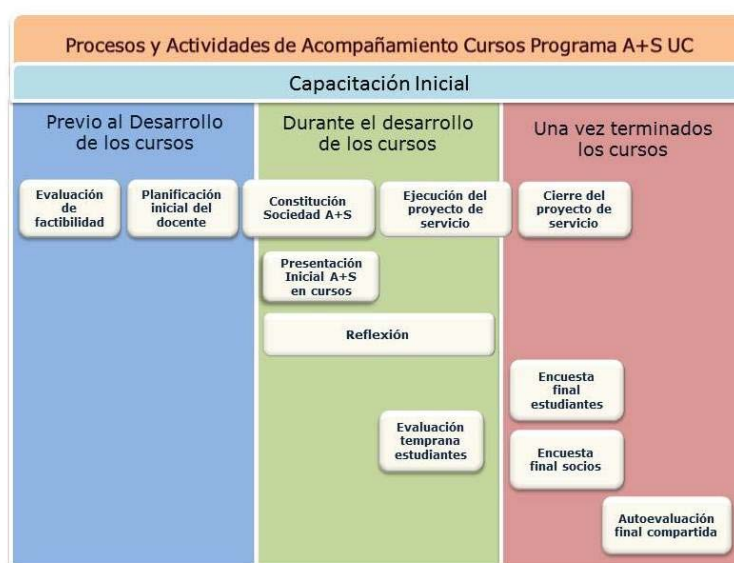 Procesos y Actividades de Acompañamiento Cursos Programa A+S UC
Capacitación Inicial
Previo al Desarrollo
de los cursos
Durante el desarrollo
de los cursos
Una vez terminados
los cursos
Evaluación
de
factibilidad
Planificación
inicial del
docente
Constitución
Sociedad A+S
Ejecución del
proyecto de
servicio
Cierre del
proyecto de
servicio
Presentación
Inicial A+S
en cursos
Reflexión
Encuesta
final
estudiantes
Evaluación
temprana
estudiantes
Encuesta
final socios
Autoevaluación
final compartida